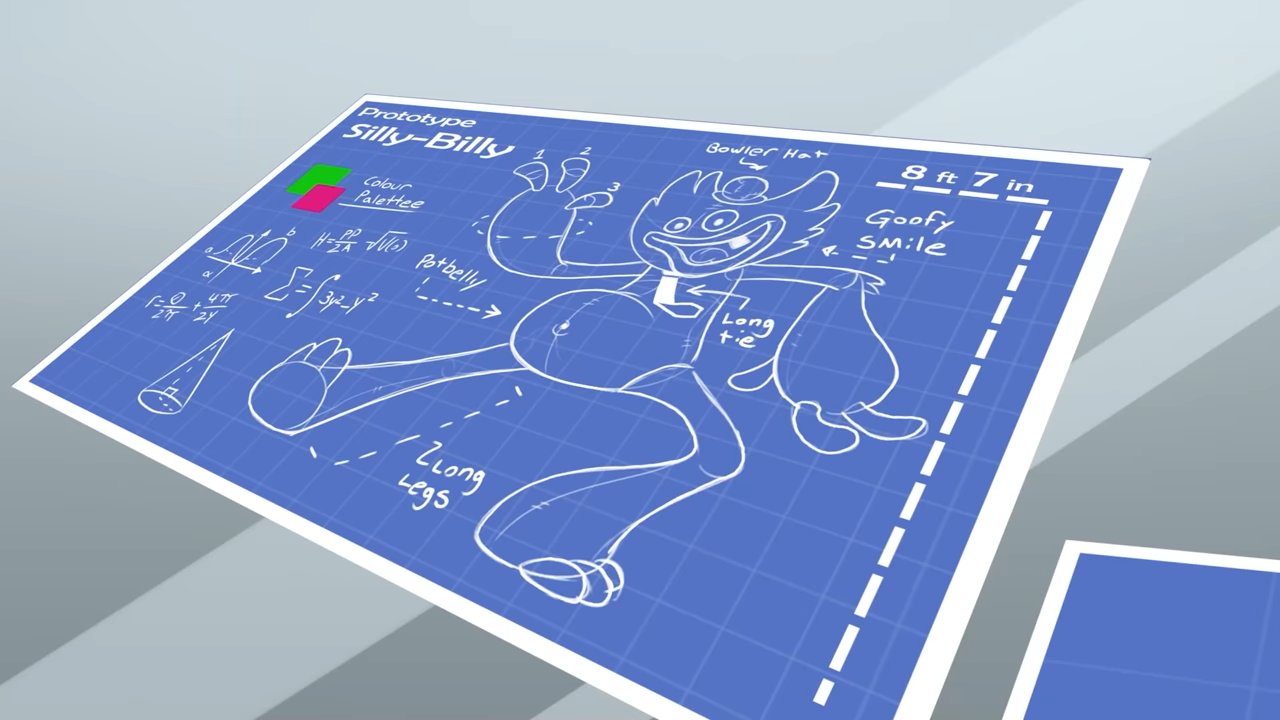 Prototype
Silly-Billy
1
2
3
Bowler Hat
8 ft 7 in
Colour
Palettee
Goofy
smile
a
b
α
Potbelly
Long
tie
2 Long
Legs